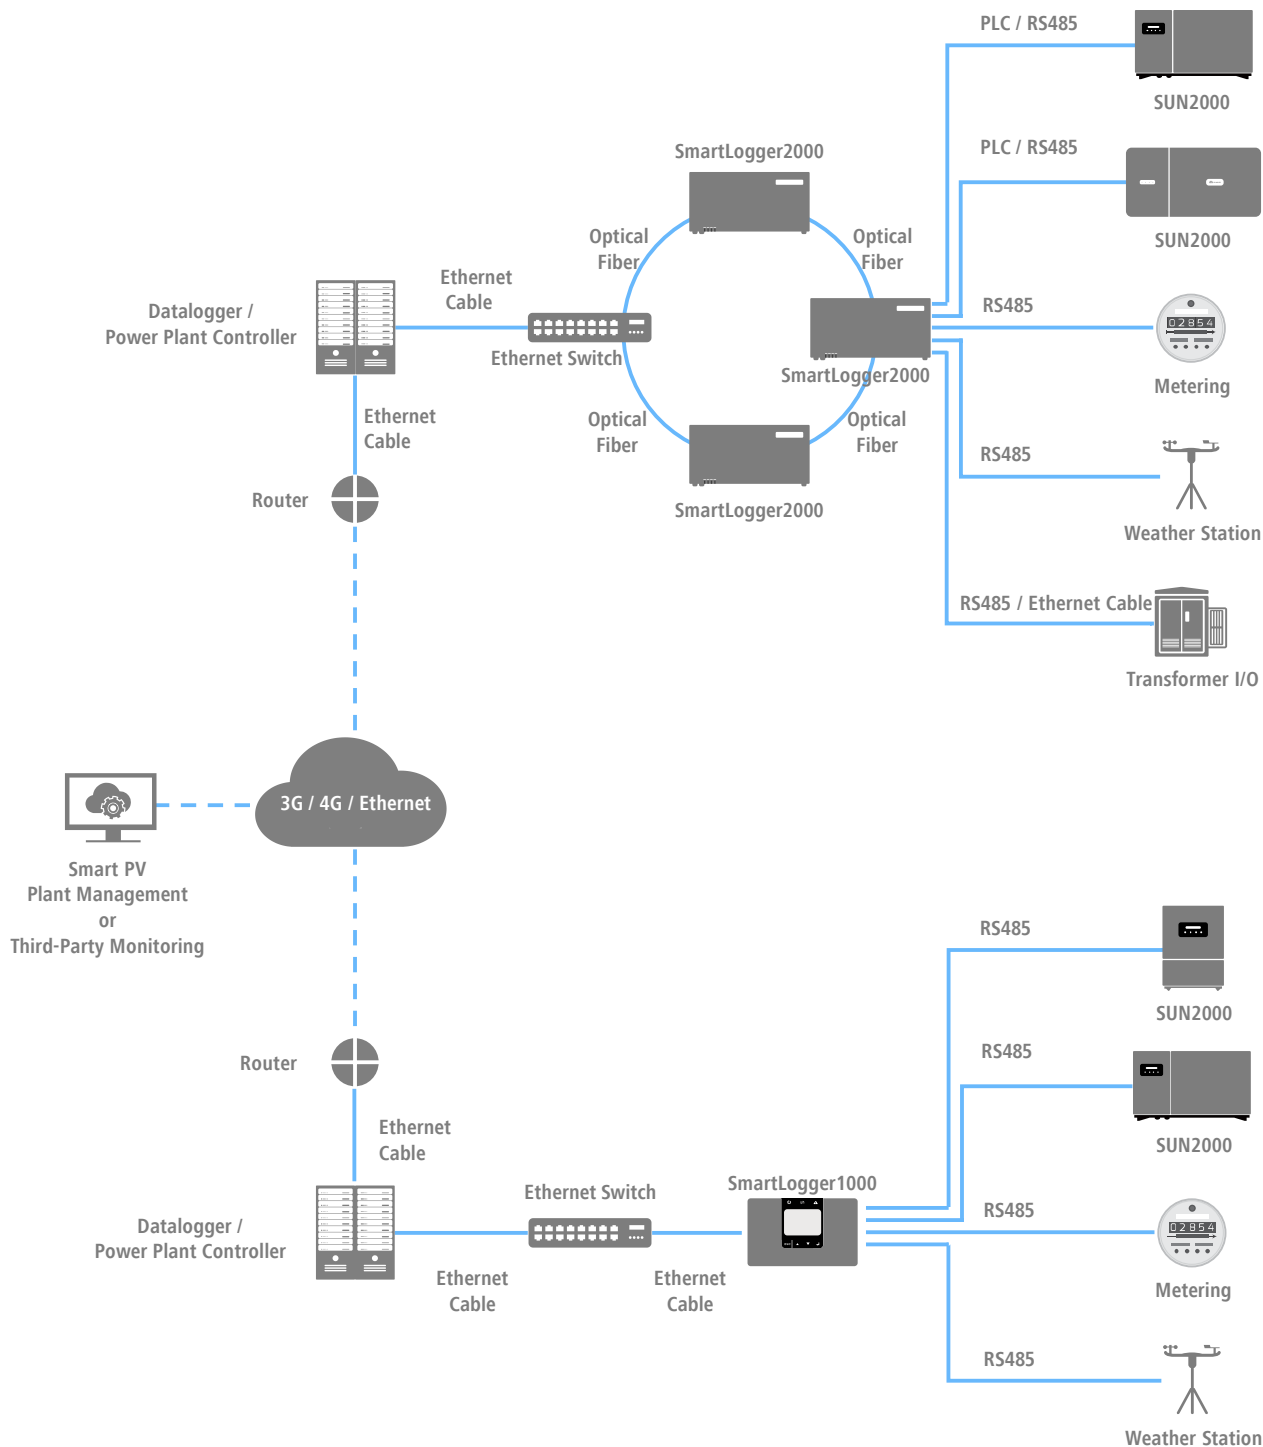 PLC / RS485
SUN2000
PLC / RS485
SUN2000
SmartLogger2000
Optical
Fiber
Optical
Fiber
Ethernet
Cable
Datalogger /
Power Plant Controller
Ethernet Switch
SmartLogger2000
RS485
02854
Metering
Ethernet
Cable
Optical
Fiber
Optical
Fiber
RS485
Router
SmartLogger2000
Weather Station
RS485 / Ethernet Cable
Transformer I/O
3G / 4G / Ethernet
Smart PV
Plant Management
or
Third-Party Monitoring
RS485
SUN2000
Router
RS485
SUN2000
Ethernet
Cable
Ethernet Switch
SmartLogger1000
Datalogger /
Power Plant Controller
Ethernet
Cable
Ethernet
Cable
RS485
02854
Metering
RS485
Weather Station